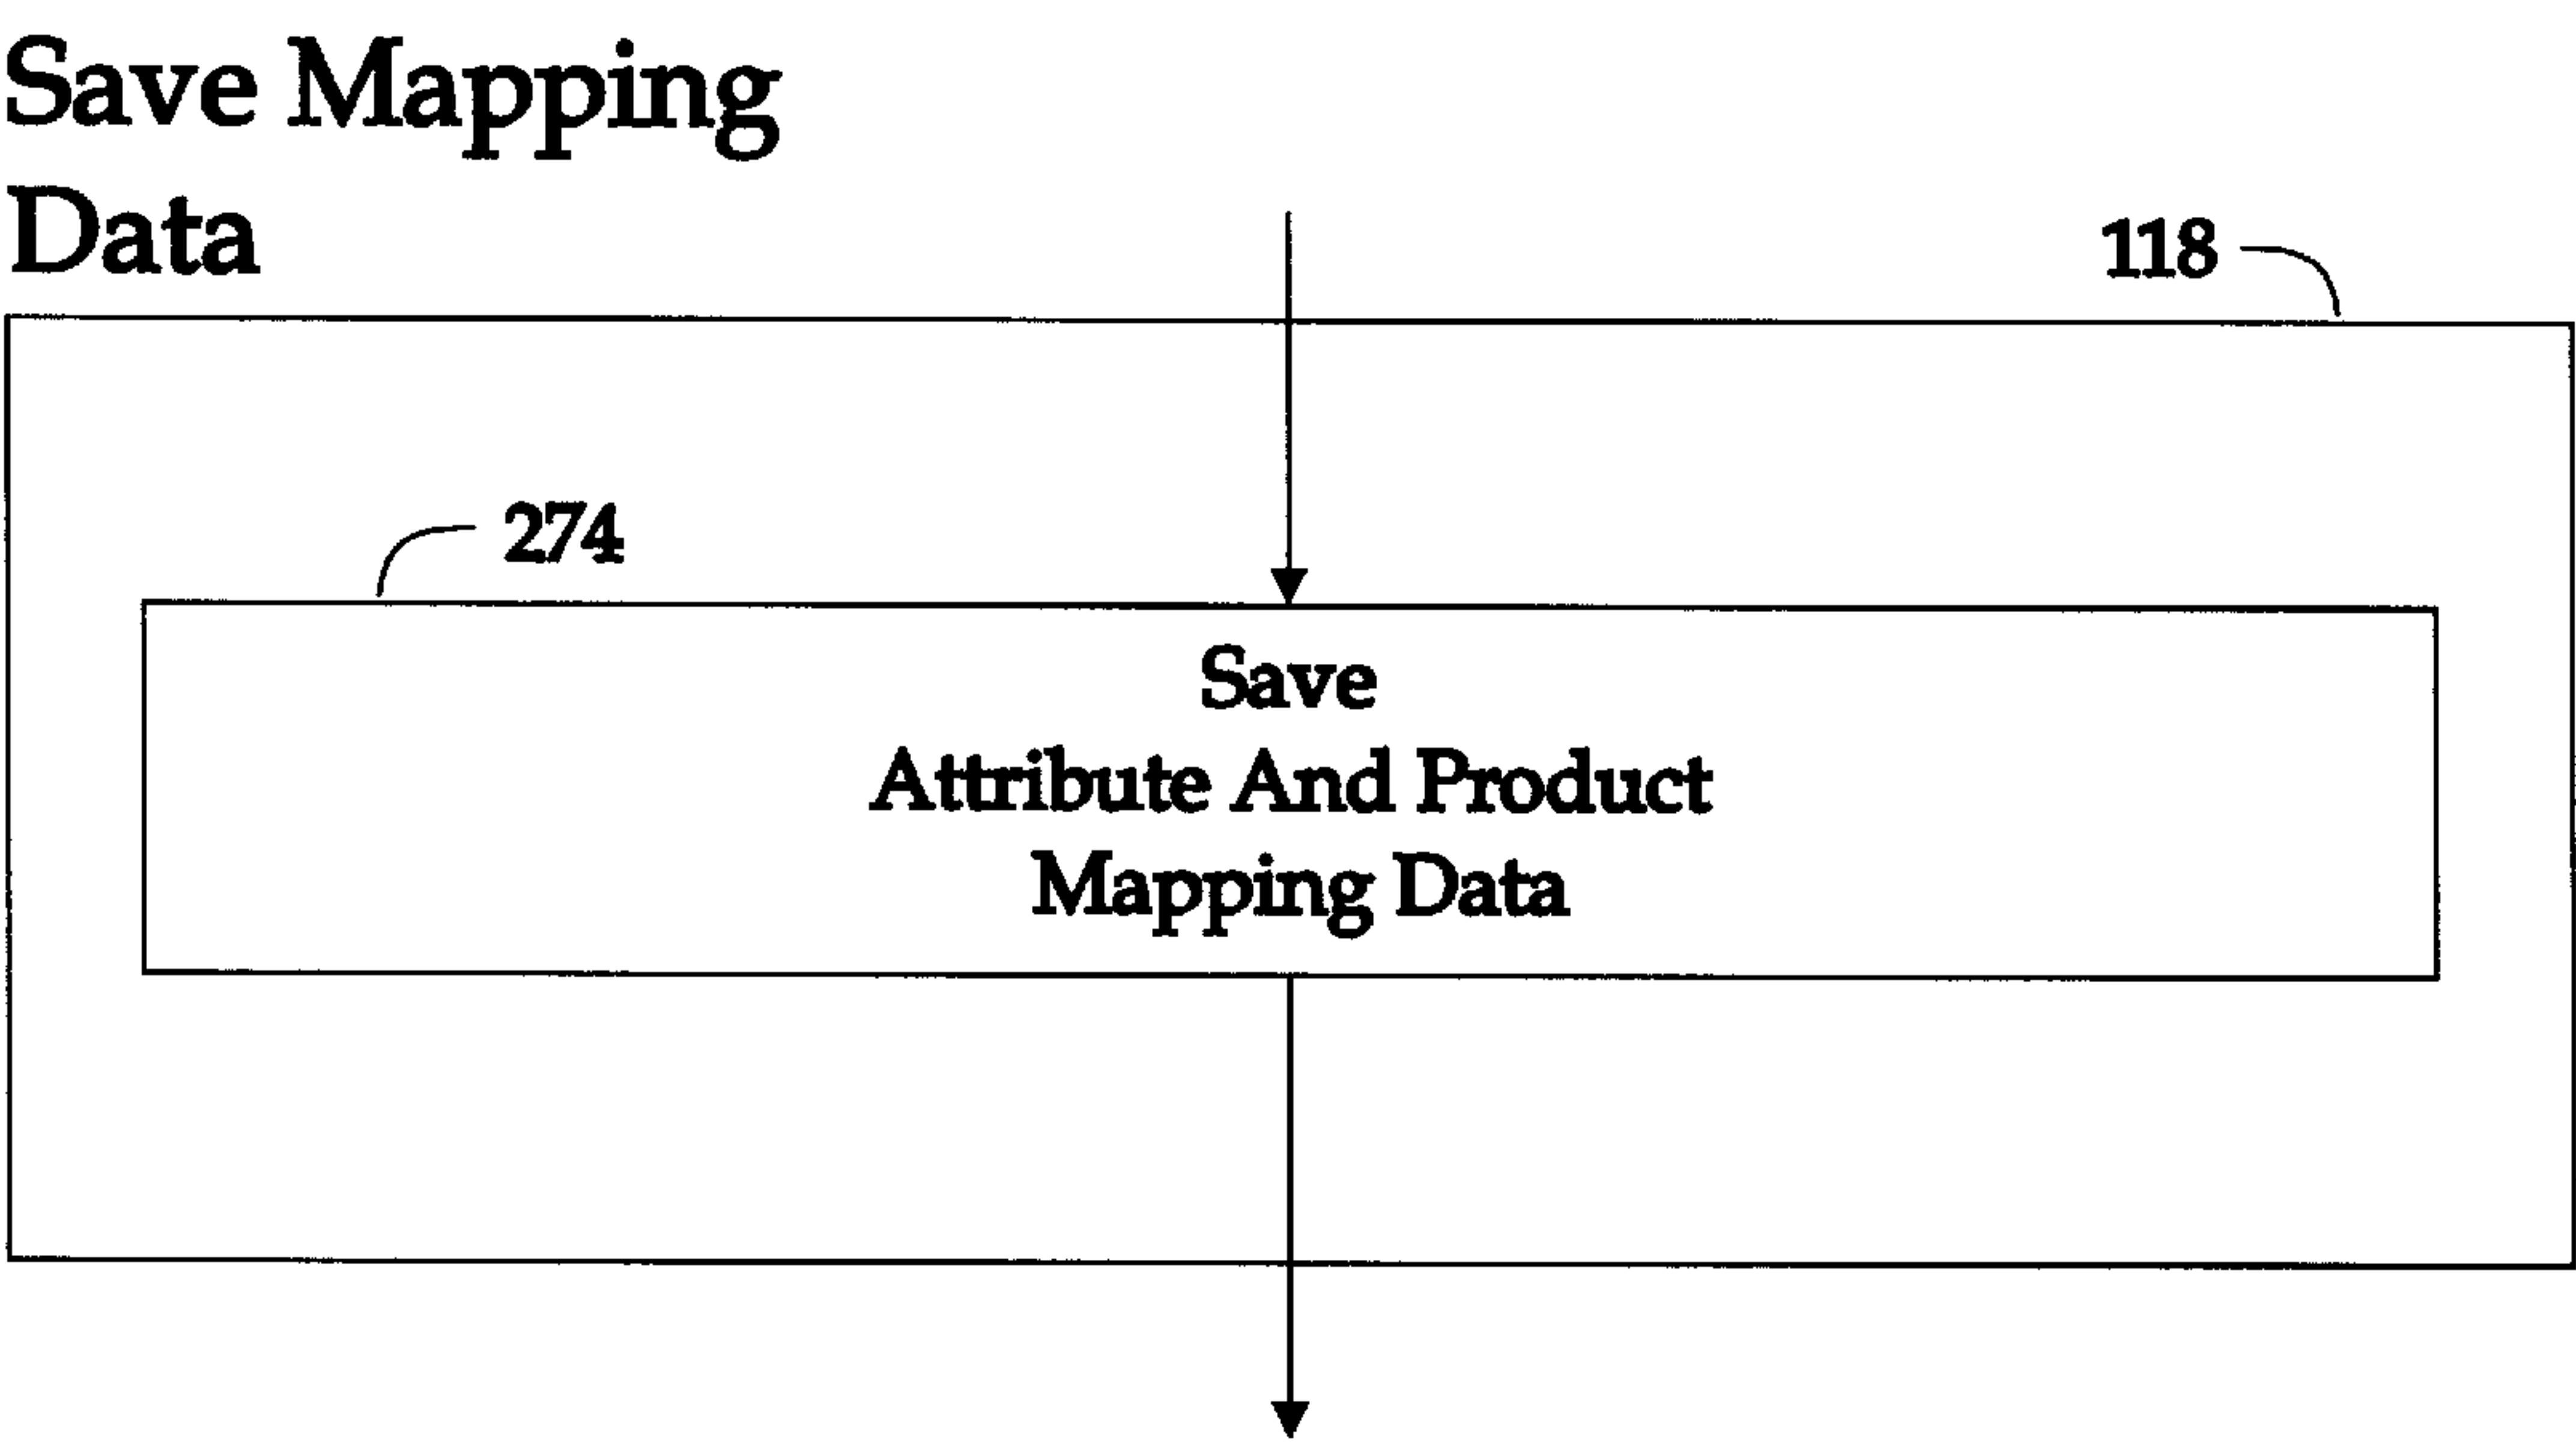 Save Mapping
Data
118
274
Save
Attribute And Product
Mapping Data